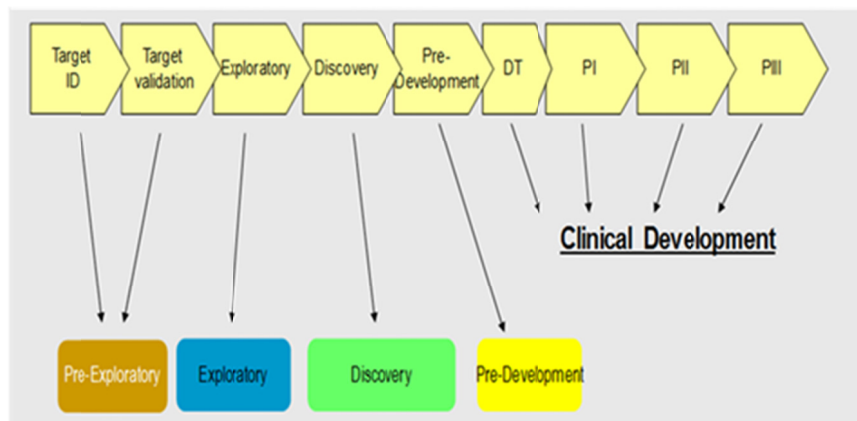 Target
ID
Target
validation
Exploratory
Discovery
Pre-
Development
DT
PI
PII
PIII
Clinical Development
Pre-Exploratory
Exploratory
Discovery
Pre-Development